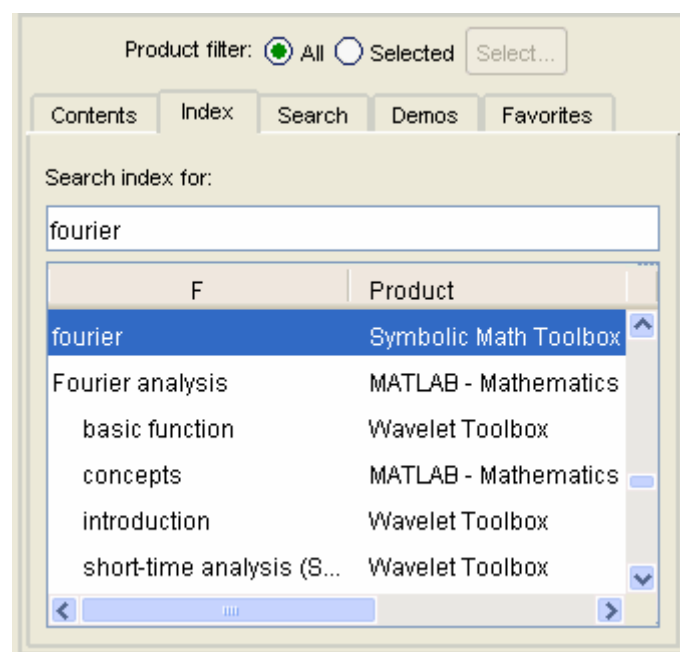 Product filter: All Selected Select...
Contents Index Search Demos Favorites
Search index for:
fourier
F Product
fourier Symbolic Math Toolbox
Fourier analysis MATLAB - Mathematics
basic function Wavelet Toolbox
concepts MATLAB - Mathematics
introduction Wavelet Toolbox
short-time analysis (S... Wavelet Toolbox